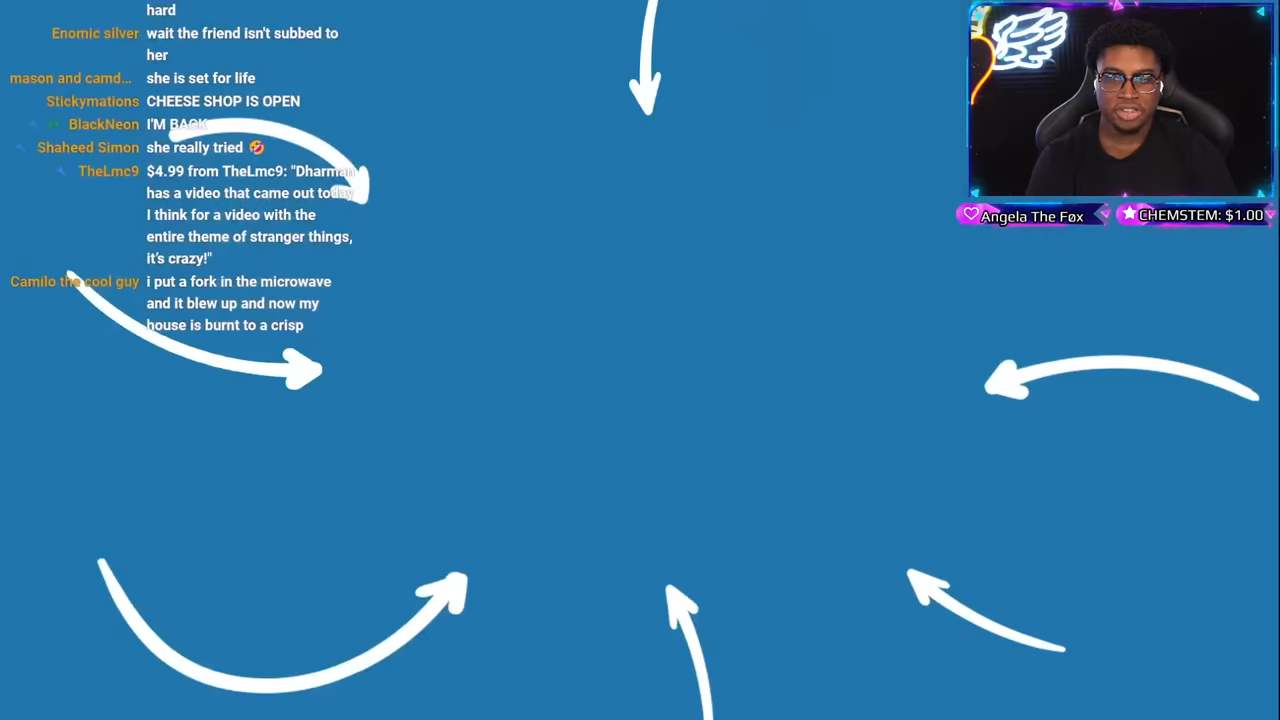 hard
Enomic silver wait the friend isn't subbed to
her
mason and camd... she is set for life
Stickymations CHEESE SHOP IS OPEN
BlackNeon I'M BACK
Shaheed Simon she really tried 🤣
TheLmc9 $4.99 from TheLmc9: "Dharman
has a video that came out today
I think for a video with the
entire theme of stranger things,
it's crazy!"
Camilo the cool guy i put a fork in the microwave
and it blew up and now my
house is burnt to a crisp
Angela The Føx
CHEMSTEM: $1.00